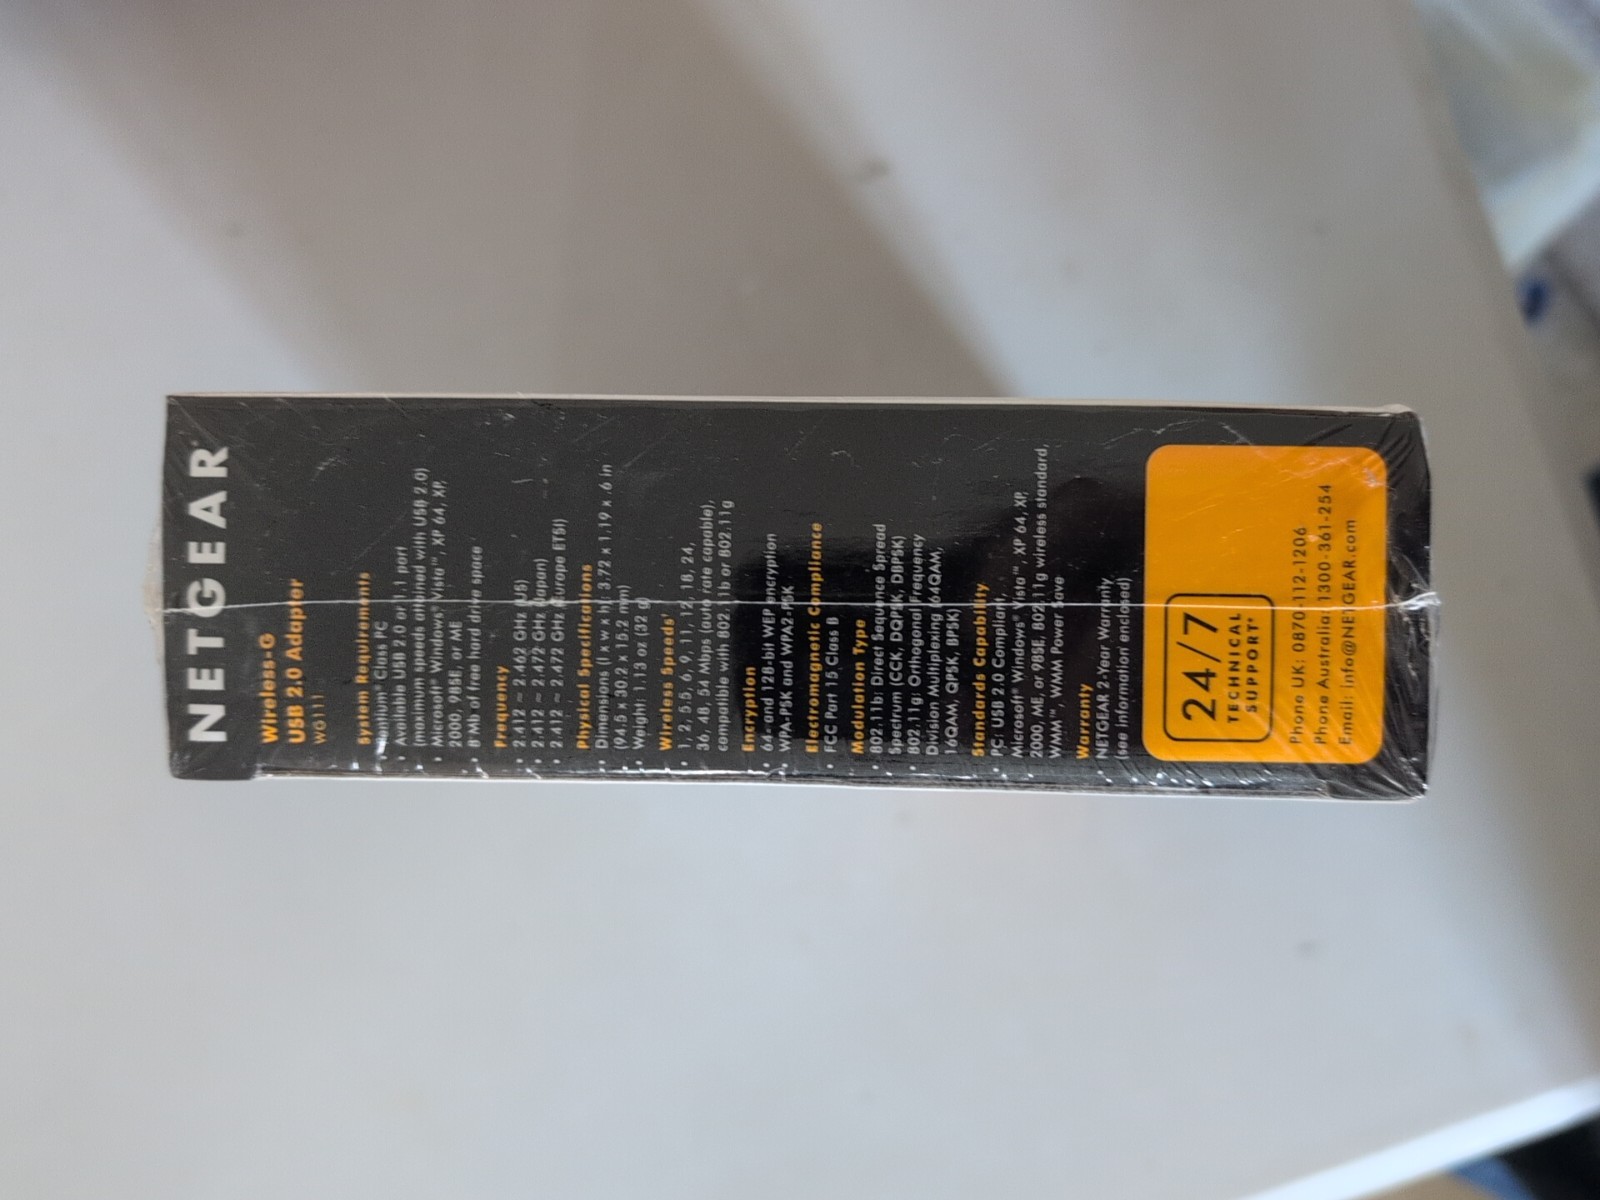 NETGEAR
Wireless-G
USB 2.0 Adapter
WG111
System Requirements
• Pentium® Class PC
• Available USB 2.0 or 1.1 port
(maximum speeds attained with USB 2.0)
• Microsoft® Windows® Vista™, XP 64, XP,
2000, 98SE, or ME
• 8 Mb of free hard drive space
Frequency
• 2.412 ~ 2.462 GHz (US)
• 2.412 ~ 2.472 GHz (Japan)
• 2.412 ~ 2.472 GHz (Europe ETSI)
Physical Specifications
• Dimensions (l x w x h): 3.72 x 1.19 x .6 in
(94.5 x 30.2 x 15.2 mm)
• Weight: 1.13 oz (32 g)
Wireless Speeds†
• 1, 2, 5.5, 6, 9, 11, 12, 18, 24,
36, 48, 54 Mbps (auto rate capable),
compatible with 802.11b or 802.11g
Encryption
• 64- and 128-bit WEP encryption
WPA-PSK and WPA2-PSK
Electromagnetic Compliance
• FCC Part 15 Class B
Modulation Type
• 802.11b: Direct Sequence Spread
Spectrum (CCK, DQPSK, DBPSK)
• 802.11g: Orthogonal Frequency
Division Multiplexing (64QAM,
16QAM, QPSK, BPSK)
Standards Capability
• PC: USB 2.0 Compliant,
Microsoft® Windows® Vista™, XP 64, XP,
2000, ME, or 98SE, 802.11g wireless standard,
WMM™, WMM Power Save
Warranty
• NETGEAR 2-Year Warranty
(see information enclosed)
24/7
TECHNICAL
SUPPORT*
Phone UK: 0870-112-1206
Phone Australia: 1300-361-254
Email: info@NETGEAR.com